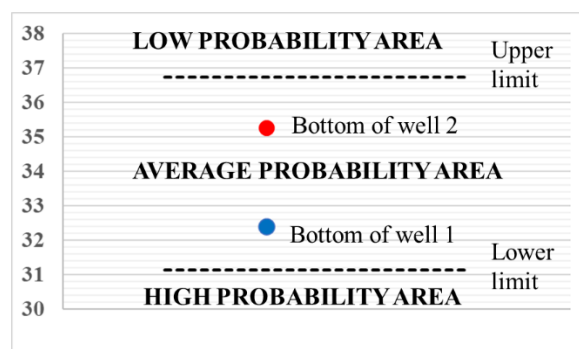 38
LOW PROBABILITY AREA
Upper
limit
37
36
35
Bottom of well 2
34
AVERAGE PROBABILITY AREA
33
32
Bottom of well 1
31
Lower
limit
30
HIGH PROBABILITY AREA